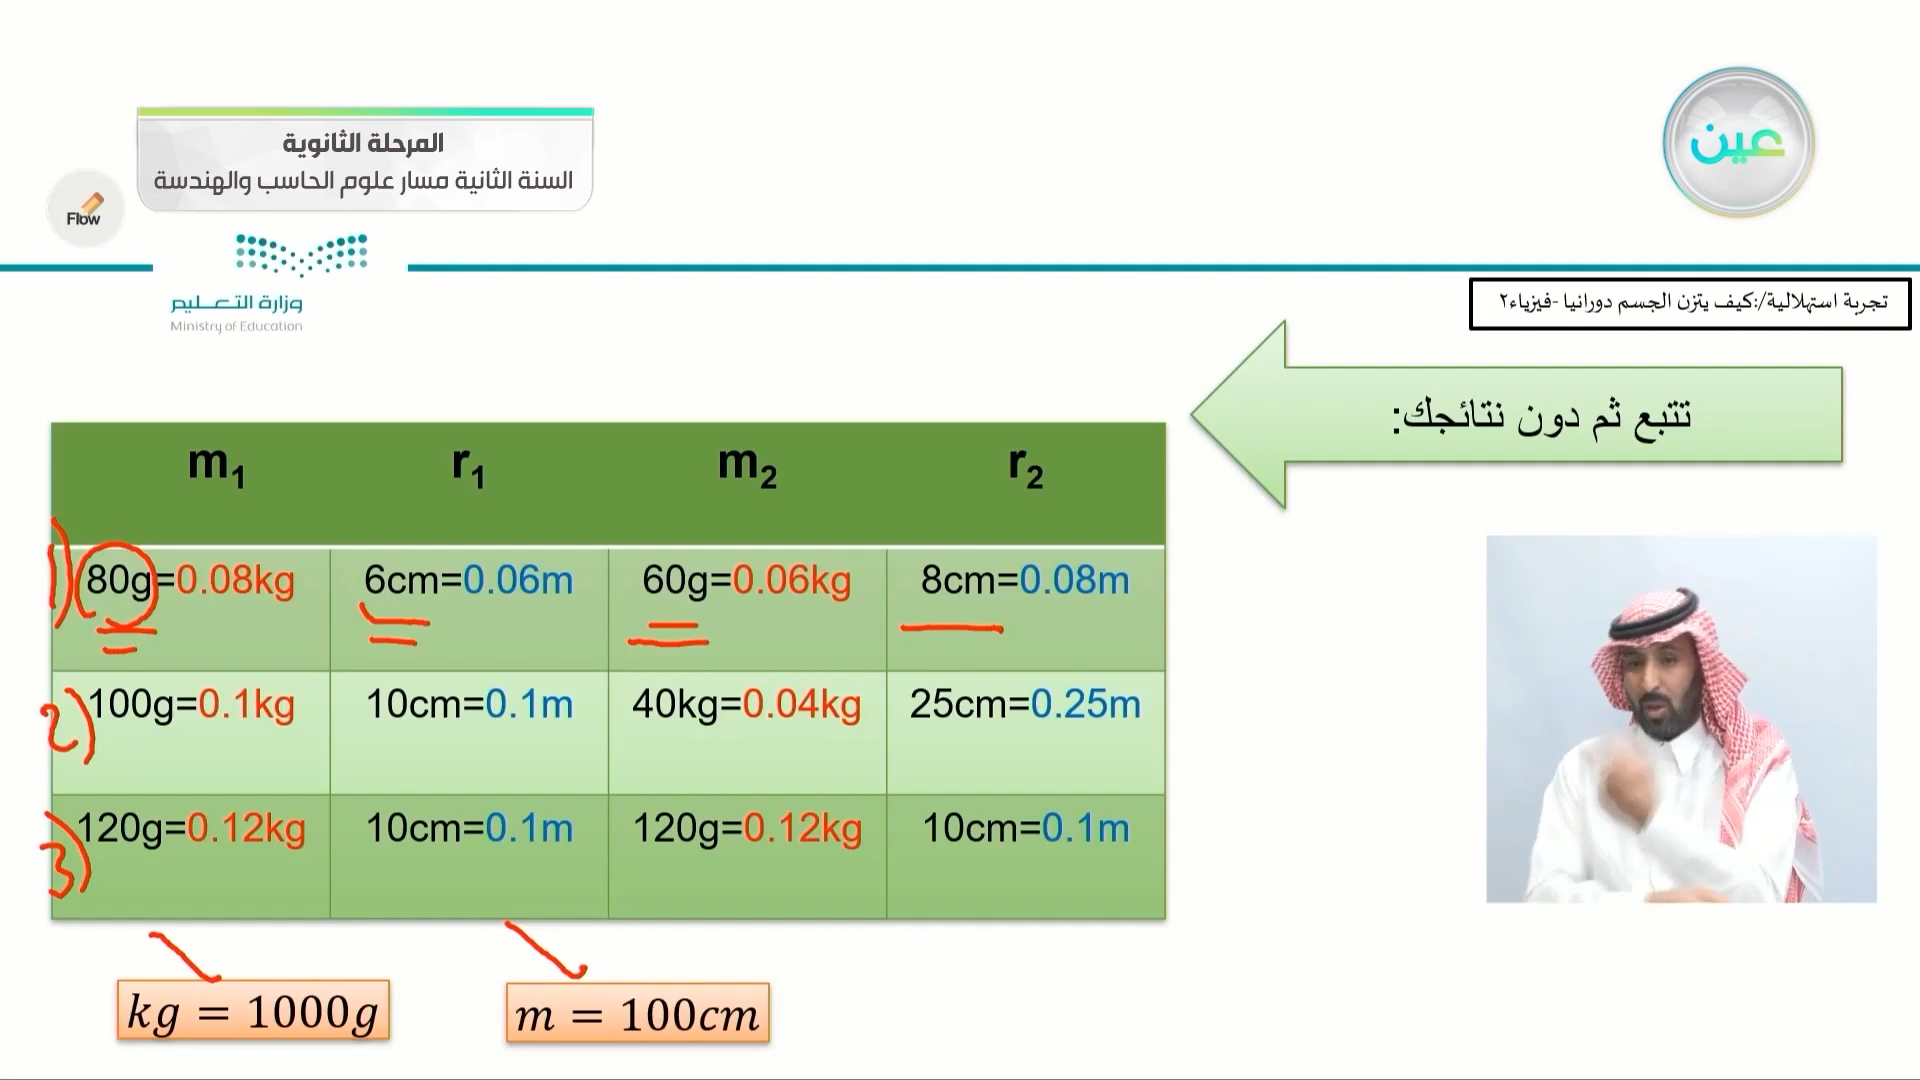 المرحلة الثانوية
السنة الثانية مسار علوم الحاسب والهندسة
عين
Flow
وزارة التعليم
Ministry of Education
تجربة استهلالية/:كيف يتزن الجسم دورانيا -فيزياء٢
تتبع ثم دون نتائجك:
m₁ r₁ m₂ r₂
1) 80g=0.08kg 6cm=0.06m 60g=0.06kg 8cm=0.08m
2) 100g=0.1kg 10cm=0.1m 40kg=0.04kg 25cm=0.25m
3) 120g=0.12kg 10cm=0.1m 120g=0.12kg 10cm=0.1m
kg = 1000g
m = 100cm